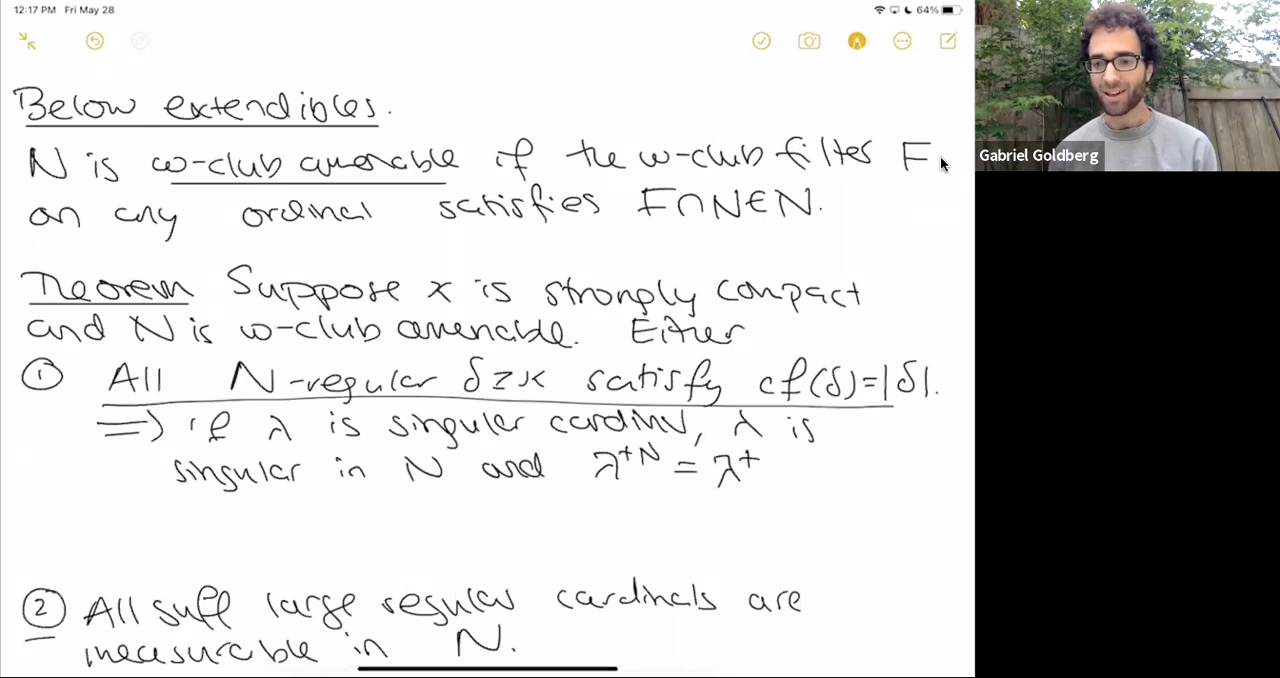 12:17 PM Fri May 28
64%
Below extendibles.
N is ω-club amenable if the ω-club filter F
on any ordinal satisfies F∩N∈N.
Theorem Suppose κ is strongly compact
and N is ω-club amenable. Either
① All N-regular δ≥κ satisfy cf(δ)=|δ|.
⇒ if λ is singular cardinal, λ is
singular in N and λ⁺ᴺ = λ⁺
② All suff large regular cardinals are
measurable in N.
Gabriel Goldberg